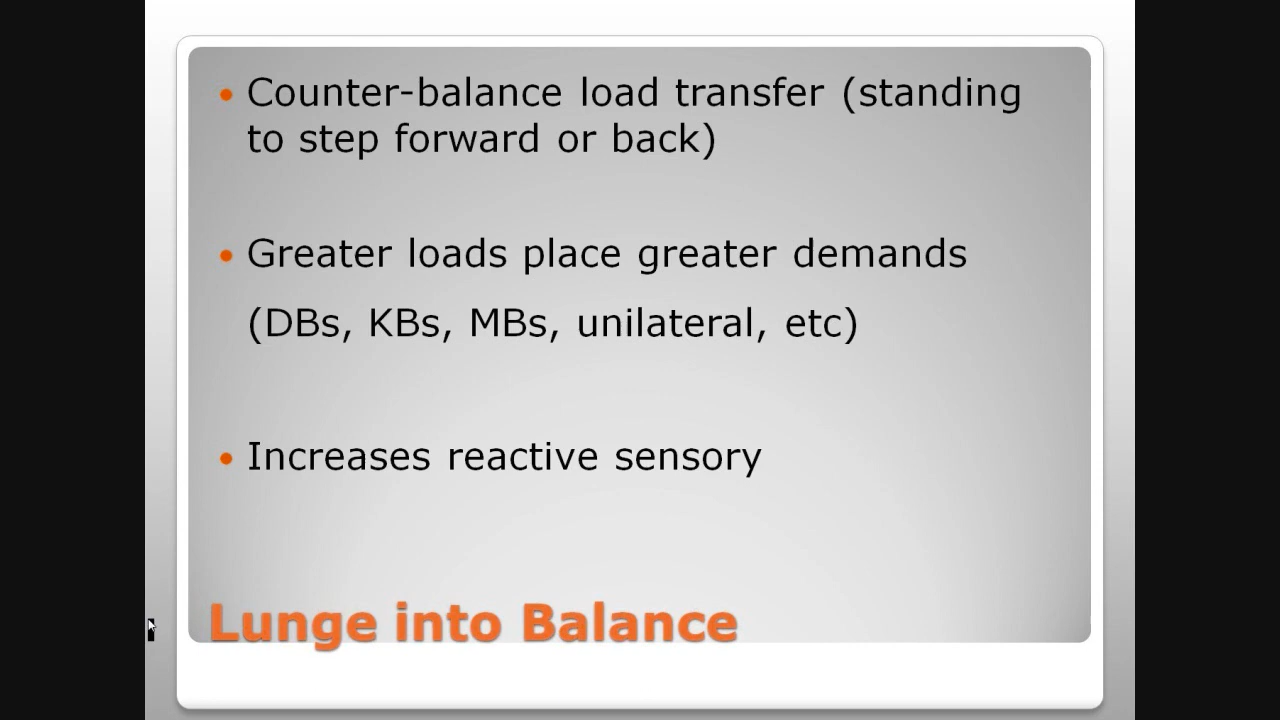 Counter-balance load transfer (standing
to step forward or back)
Greater loads place greater demands
(DBs, KBs, MBs, unilateral, etc)
Increases reactive sensory
Lunge into Balance